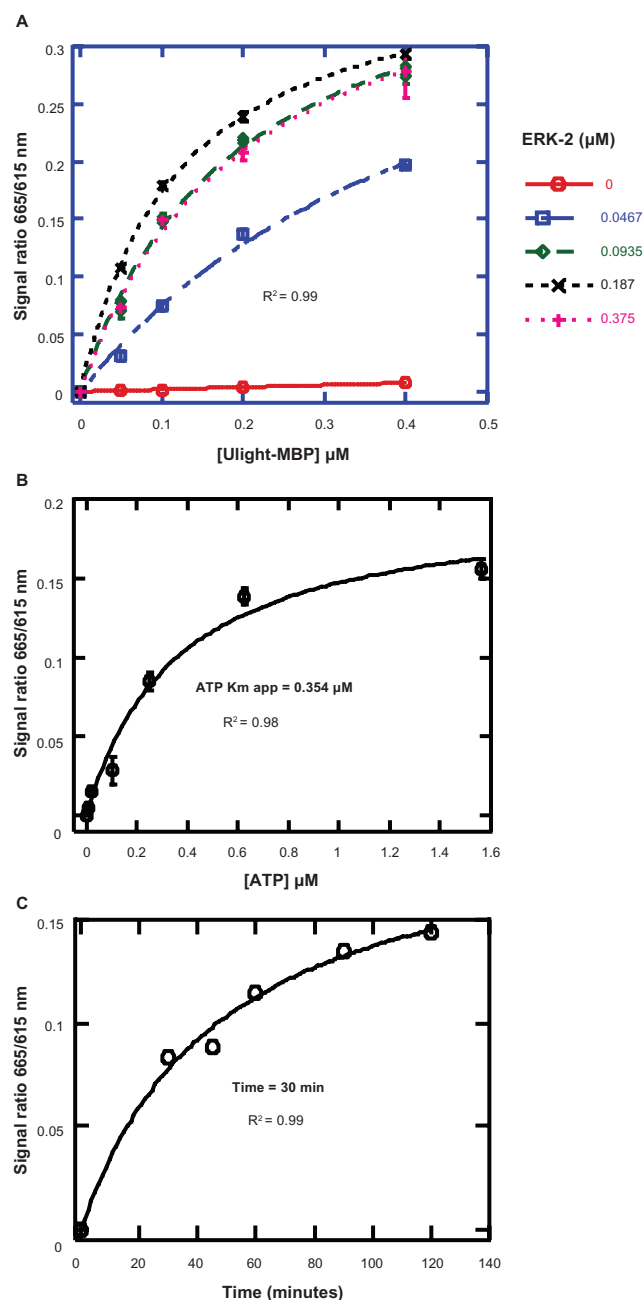 A
Signal ratio 665/615 nm
0.3
0.25
0.2
0.15
0.1
0.05
0
R² = 0.99
0
0.1
0.2
0.3
0.4
0.5
[Ulight-MBP] µM
ERK-2 (µM)
0
0.0467
0.0935
0.187
0.375
B
Signal ratio 665/615 nm
0.2
0.15
0.1
0.05
0
ATP Km app = 0.354 µM
R² = 0.98
0
0.2
0.4
0.6
0.8
1
1.2
1.4
1.6
[ATP] µM
C
Signal ratio 665/615 nm
0.15
0.1
0.05
0
Time = 30 min
R² = 0.99
0
20
40
60
80
100
120
140
Time (minutes)